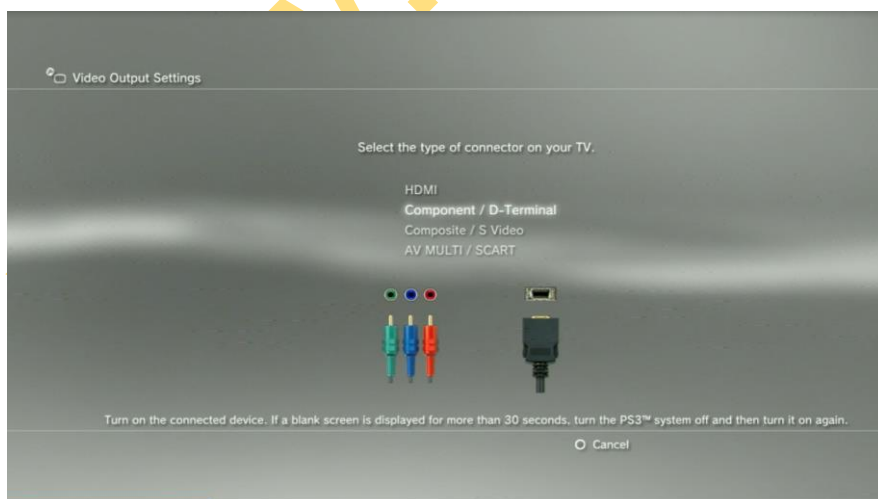 Video Output Settings
Select the type of connector on your TV.
HDMI
Component / D-Terminal
Composite / S Video
AV MULTI / SCART
Turn on the connected device. If a blank screen is displayed for more than 30 seconds, turn the PS3™ system off and then turn it on again.
Cancel